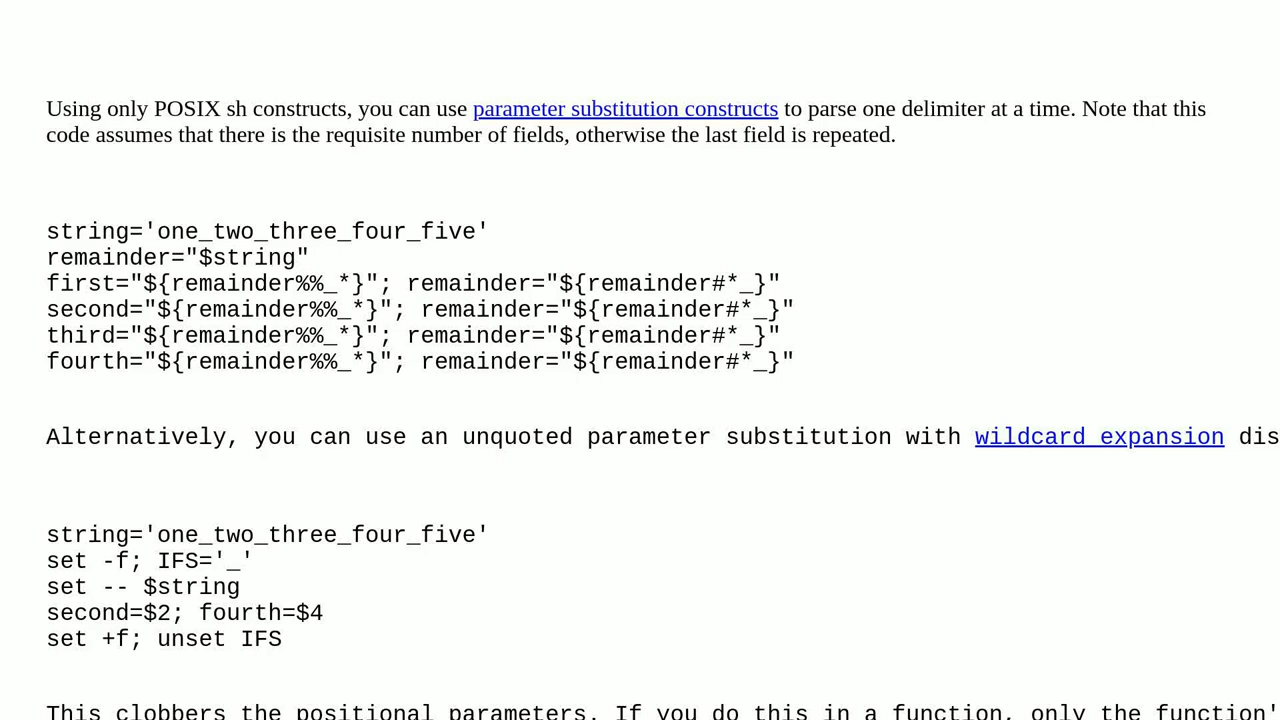 Using only POSIX sh constructs, you can use parameter substitution constructs to parse one delimiter at a time. Note that this
code assumes that there is the requisite number of fields, otherwise the last field is repeated.
string='one_two_three_four_five'
remainder="$string"
first="${remainder%%_*}"; remainder="${remainder#*_}"
second="${remainder%%_*}"; remainder="${remainder#*_}"
third="${remainder%%_*}"; remainder="${remainder#*_}"
fourth="${remainder%%_*}"; remainder="${remainder#*_}"
Alternatively, you can use an unquoted parameter substitution with wildcard expansion dis
string='one_two_three_four_five'
set -f; IFS='_'
set -- $string
second=$2; fourth=$4
set +f; unset IFS
This clobbers the positional parameters. If you do this in a function, only the function'